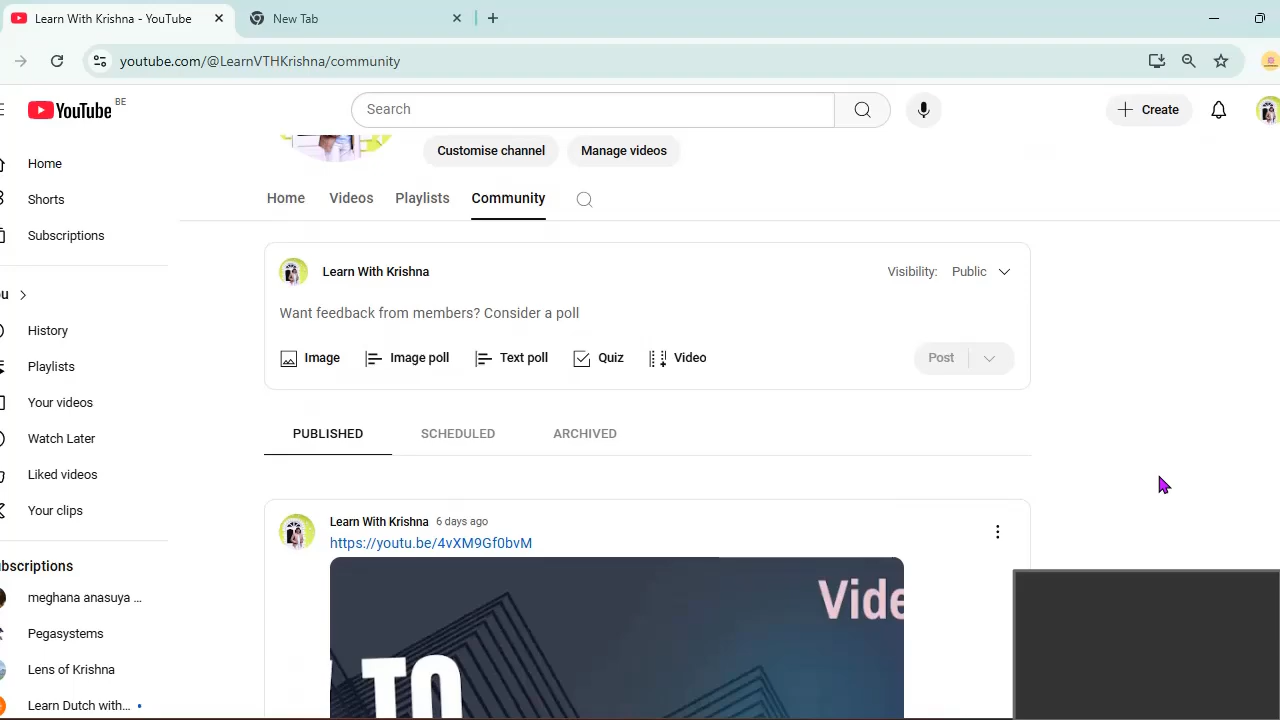 Learn With Krishna - YouTube
New Tab
youtube.com/@LearnVTHKrishna/community
YouTube BE
Search
Create
Customise channel
Manage videos
Home
Shorts
Subscriptions
Home Videos Playlists Community
Learn With Krishna
Visibility: Public
Want feedback from members? Consider a poll
Image Image poll Text poll Quiz Video
Post
History
Playlists
Your videos
Watch Later
Liked videos
Your clips
PUBLISHED SCHEDULED ARCHIVED
Learn With Krishna 6 days ago
https://youtu.be/4vXM9Gf0bvM
meghana anasuya ...
Pegasystems
Lens of Krishna
Learn Dutch with...
TO